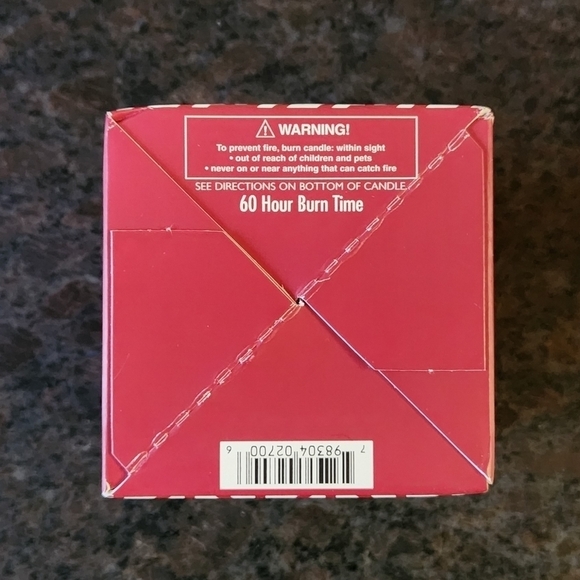 ⚠ WARNING!
To prevent fire, burn candle: within sight
• out of reach of children and pets
• never on or near anything that can catch fire
SEE DIRECTIONS ON BOTTOM OF CANDLE.
60 Hour Burn Time
7 98304 02700 6